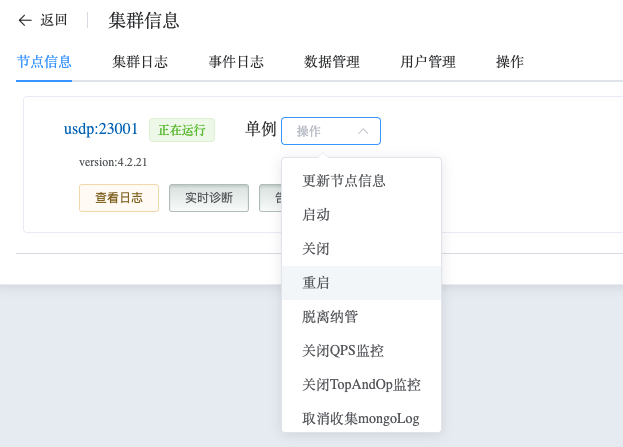 返回 集群信息
节点信息 集群日志 事件日志 数据管理 用户管理 操作
usdp:23001 正在运行 单例 操作
version:4.2.21
查看日志 实时诊断
更新节点信息
启动
关闭
重启
脱离纳管
关闭QPS监控
关闭TopAndOp监控
取消收集mongoLog